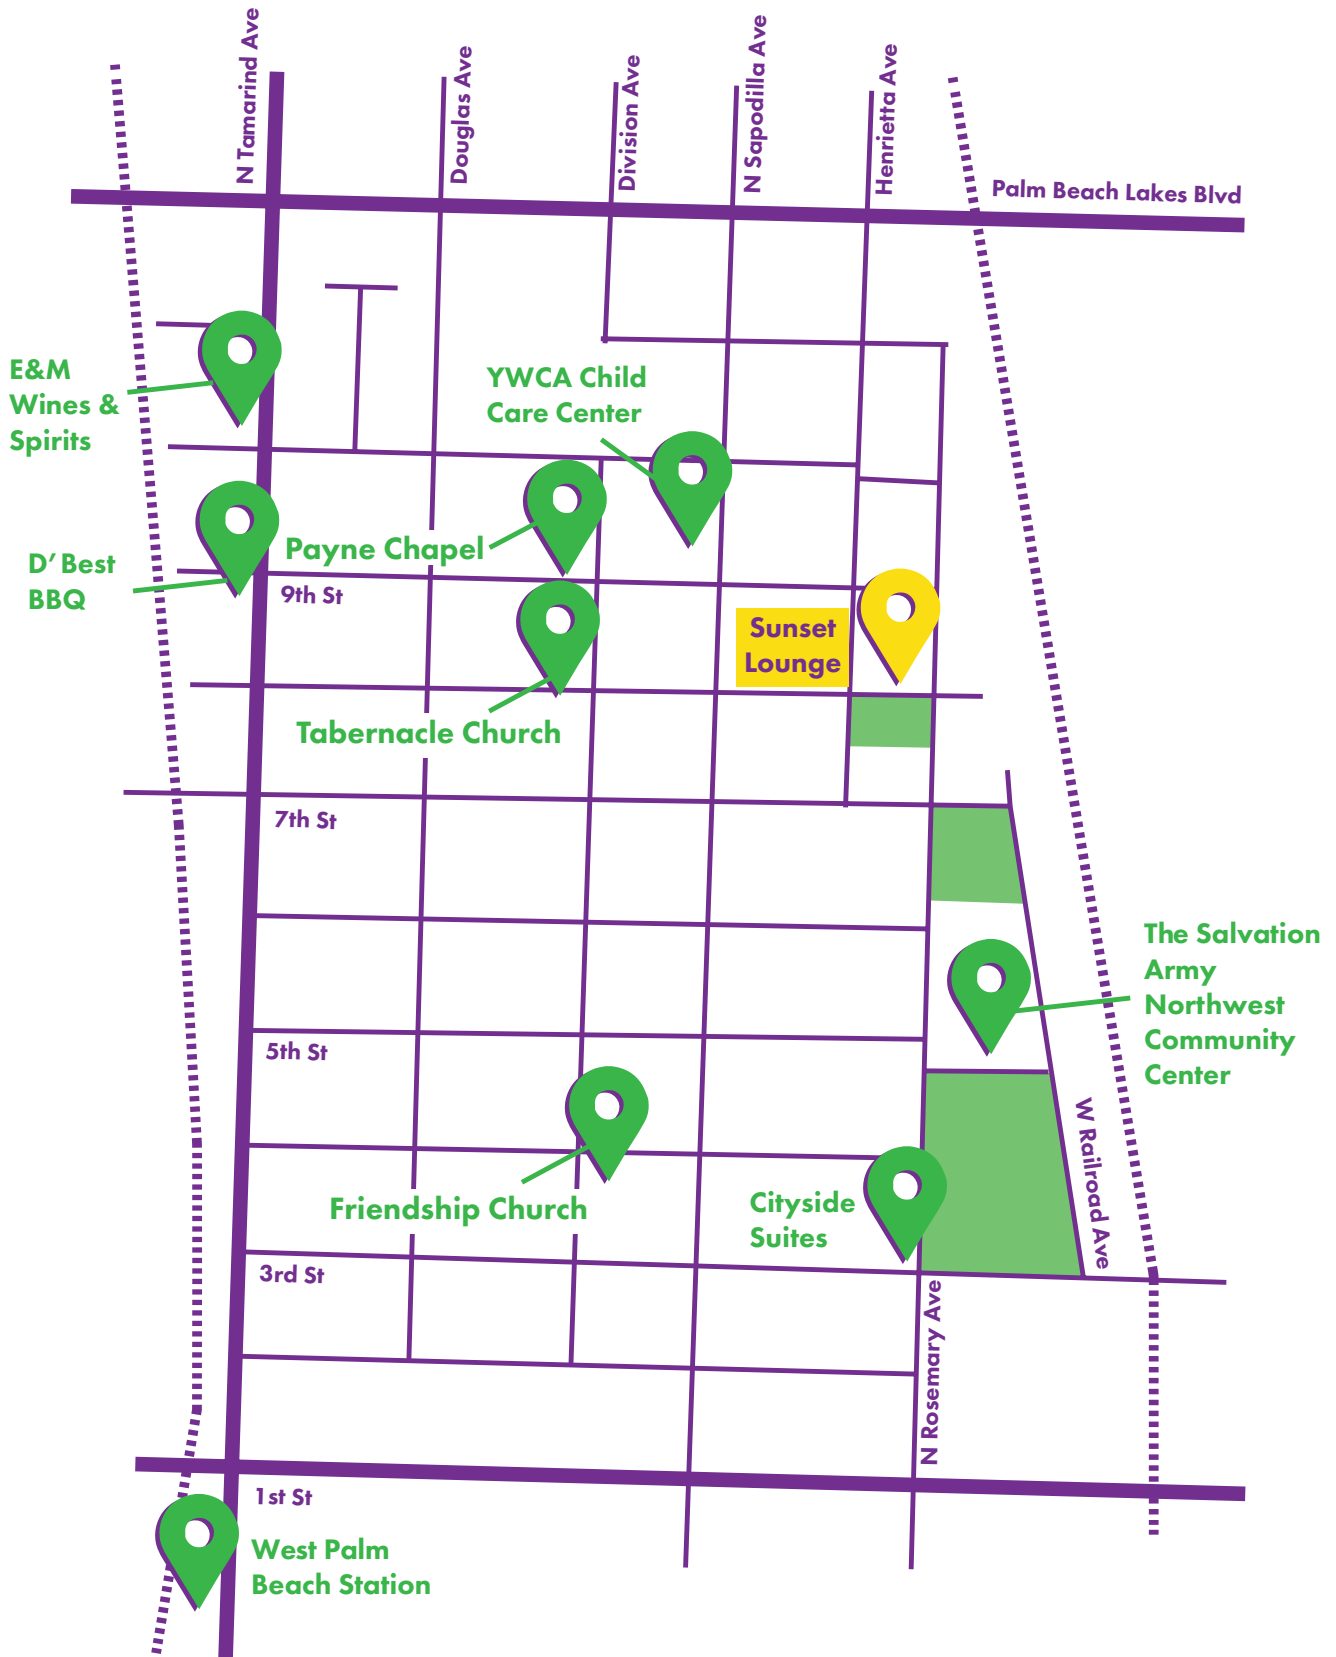 N Tamarind Ave
Douglas Ave
Division Ave
N Sapodilla Ave
Henrietta Ave
Palm Beach Lakes Blvd
E&M
Wines &
Spirits
YWCA Child
Care Center
D’Best
BBQ
Payne Chapel
9th St
Sunset
Lounge
Tabernacle Church
7th St
The Salvation
Army
Northwest
Community
Center
5th St
W Railroad Ave
Friendship Church
Cityside
Suites
3rd St
N Rosemary Ave
1st St
West Palm
Beach Station